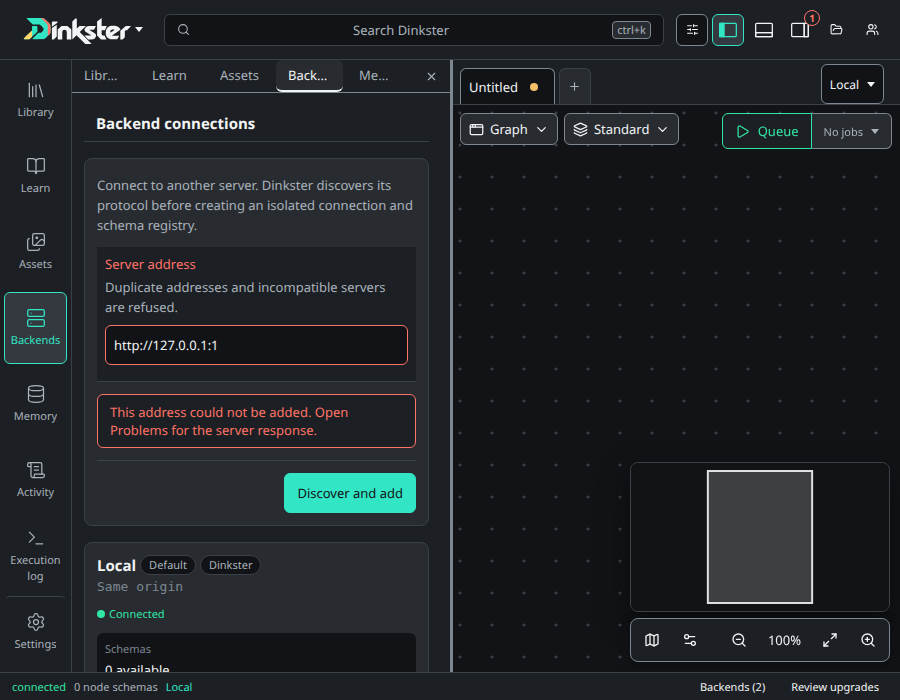 Dinkster
Search Dinkster
ctrl+k
1
Libr...
Learn
Assets
Back...
Me...
Untitled
Local
Library
Learn
Assets
Backends
Memory
Activity
Execution
log
Settings
Backend connections
Connect to another server. Dinkster discovers its
protocol before creating an isolated connection and
schema registry.
Server address
Duplicate addresses and incompatible servers
are refused.
http://127.0.0.1:1
This address could not be added. Open
Problems for the server response.
Discover and add
Local
Default
Dinkster
Same origin
Connected
Schemas
0 available
Graph
Standard
Queue
No jobs
100%
connected
0 node schemas
Local
Backends (2)
Review upgrades